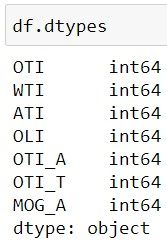 df.dtypes
OTI int64
WTI int64
ATI int64
OLI int64
OTI_A int64
OTI_T int64
MOG_A int64
dtype: object